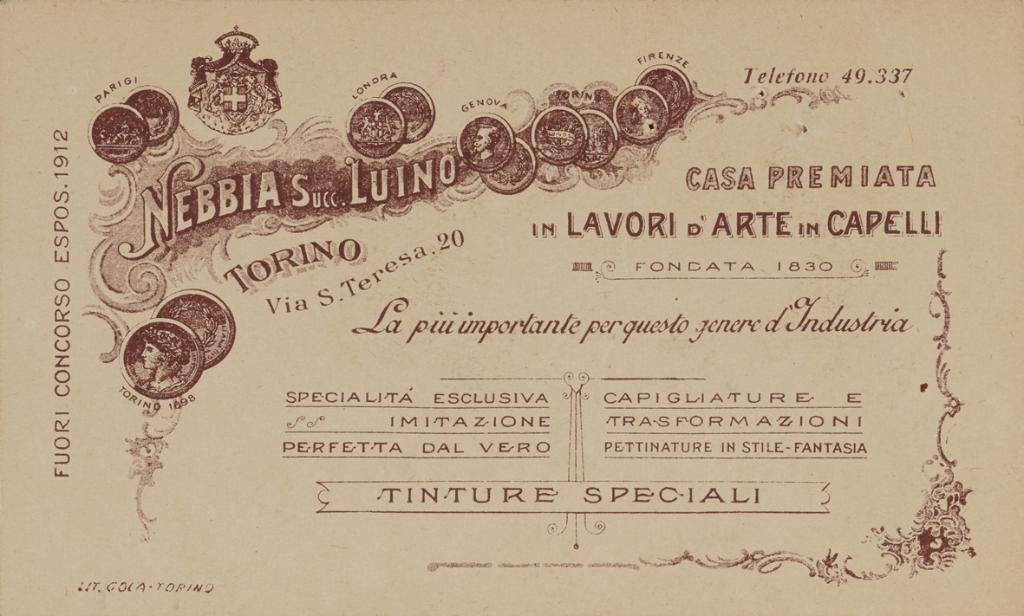 PARIGI
LONDRA
GENOVA
TORINO
FIRENZE
Telefono 49.337
FUORI CONCORSO ESPOS. 1912
NEBBIA SUCC. LUINO
TORINO
Via S. Teresa. 20
TORINO 1898
CASA PREMIATA
IN LAVORI D'ARTE IN CAPELLI
FONDATA 1830
La più importante per questo genere d'Industria
SPECIALITÁ ESCLUSIVA
IMITAZIONE
PERFETTA DAL VERO
CAPIGLIATURE E
TRASFORMAZIONI
PETTINATURE IN STILE-FANTASIA
TINTURE SPECIALI
LIT. GOLA-TORINO